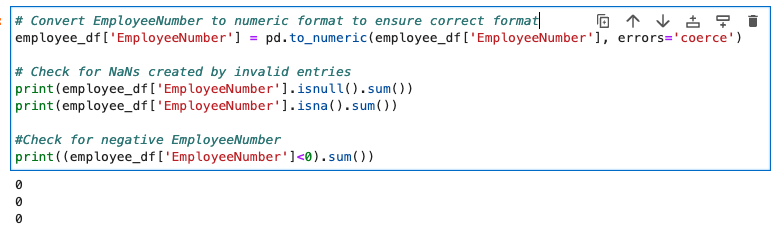 # Convert EmployeeNumber to numeric format to ensure correct format
employee_df['EmployeeNumber'] = pd.to_numeric(employee_df['EmployeeNumber'], errors='coerce')

# Check for NaNs created by invalid entries
print(employee_df['EmployeeNumber'].isnull().sum())
print(employee_df['EmployeeNumber'].isna().sum())

#Check for negative EmployeeNumber
print((employee_df['EmployeeNumber']<0).sum())
0
0
0